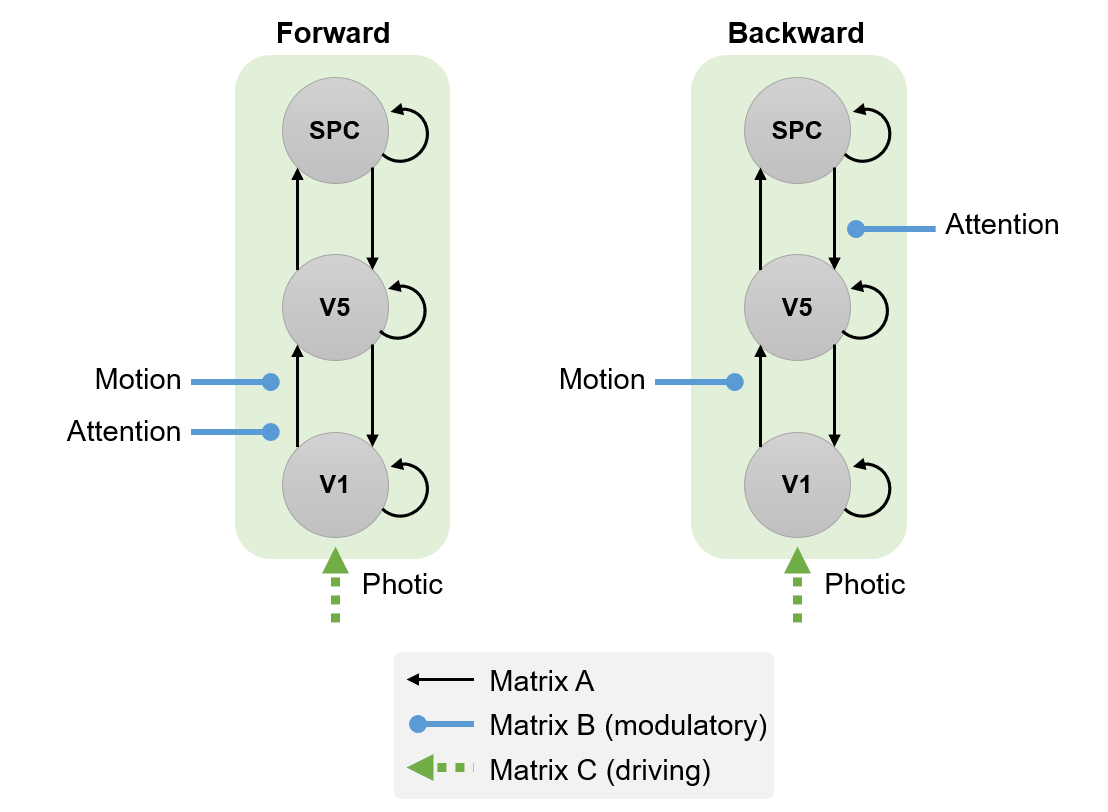 Forward
SPC
V5
Motion
Attention
V1
Photic
Backward
SPC
Attention
V5
Motion
V1
Photic
Matrix A
Matrix B (modulatory)
Matrix C (driving)